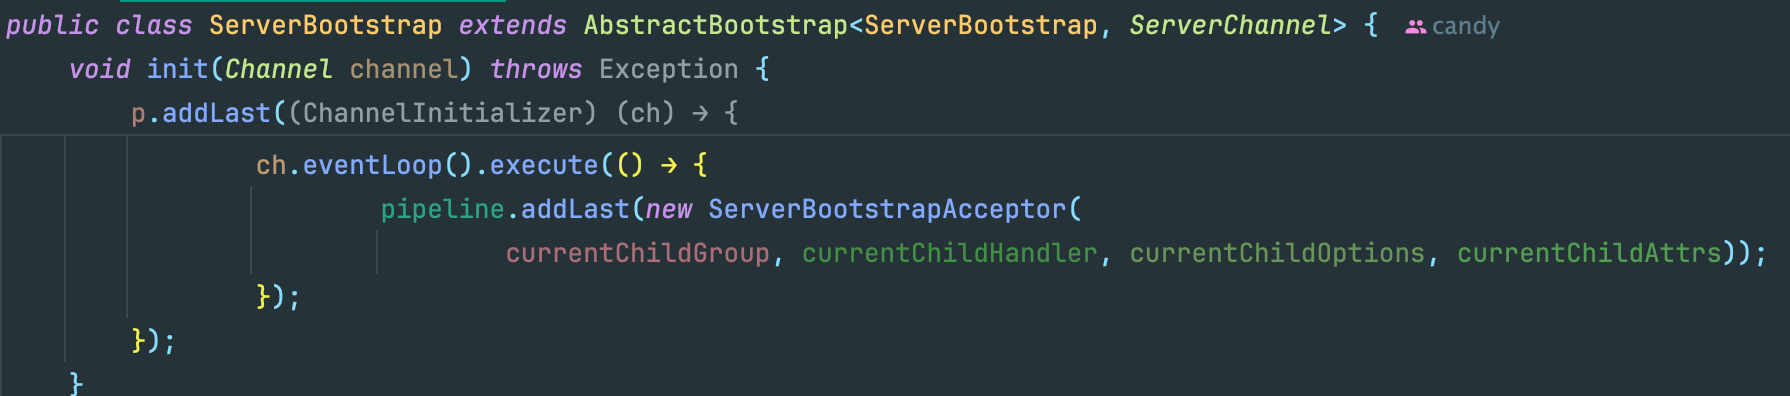 public class ServerBootstrap extends AbstractBootstrap<ServerBootstrap, ServerChannel> { candy
void init(Channel channel) throws Exception {
p.addLast((ChannelInitializer) (ch) → {
ch.eventLoop().execute(() → {
pipeline.addLast(new ServerBootstrapAcceptor(
currentChildGroup, currentChildHandler, currentChildOptions, currentChildAttrs));
});
});
}